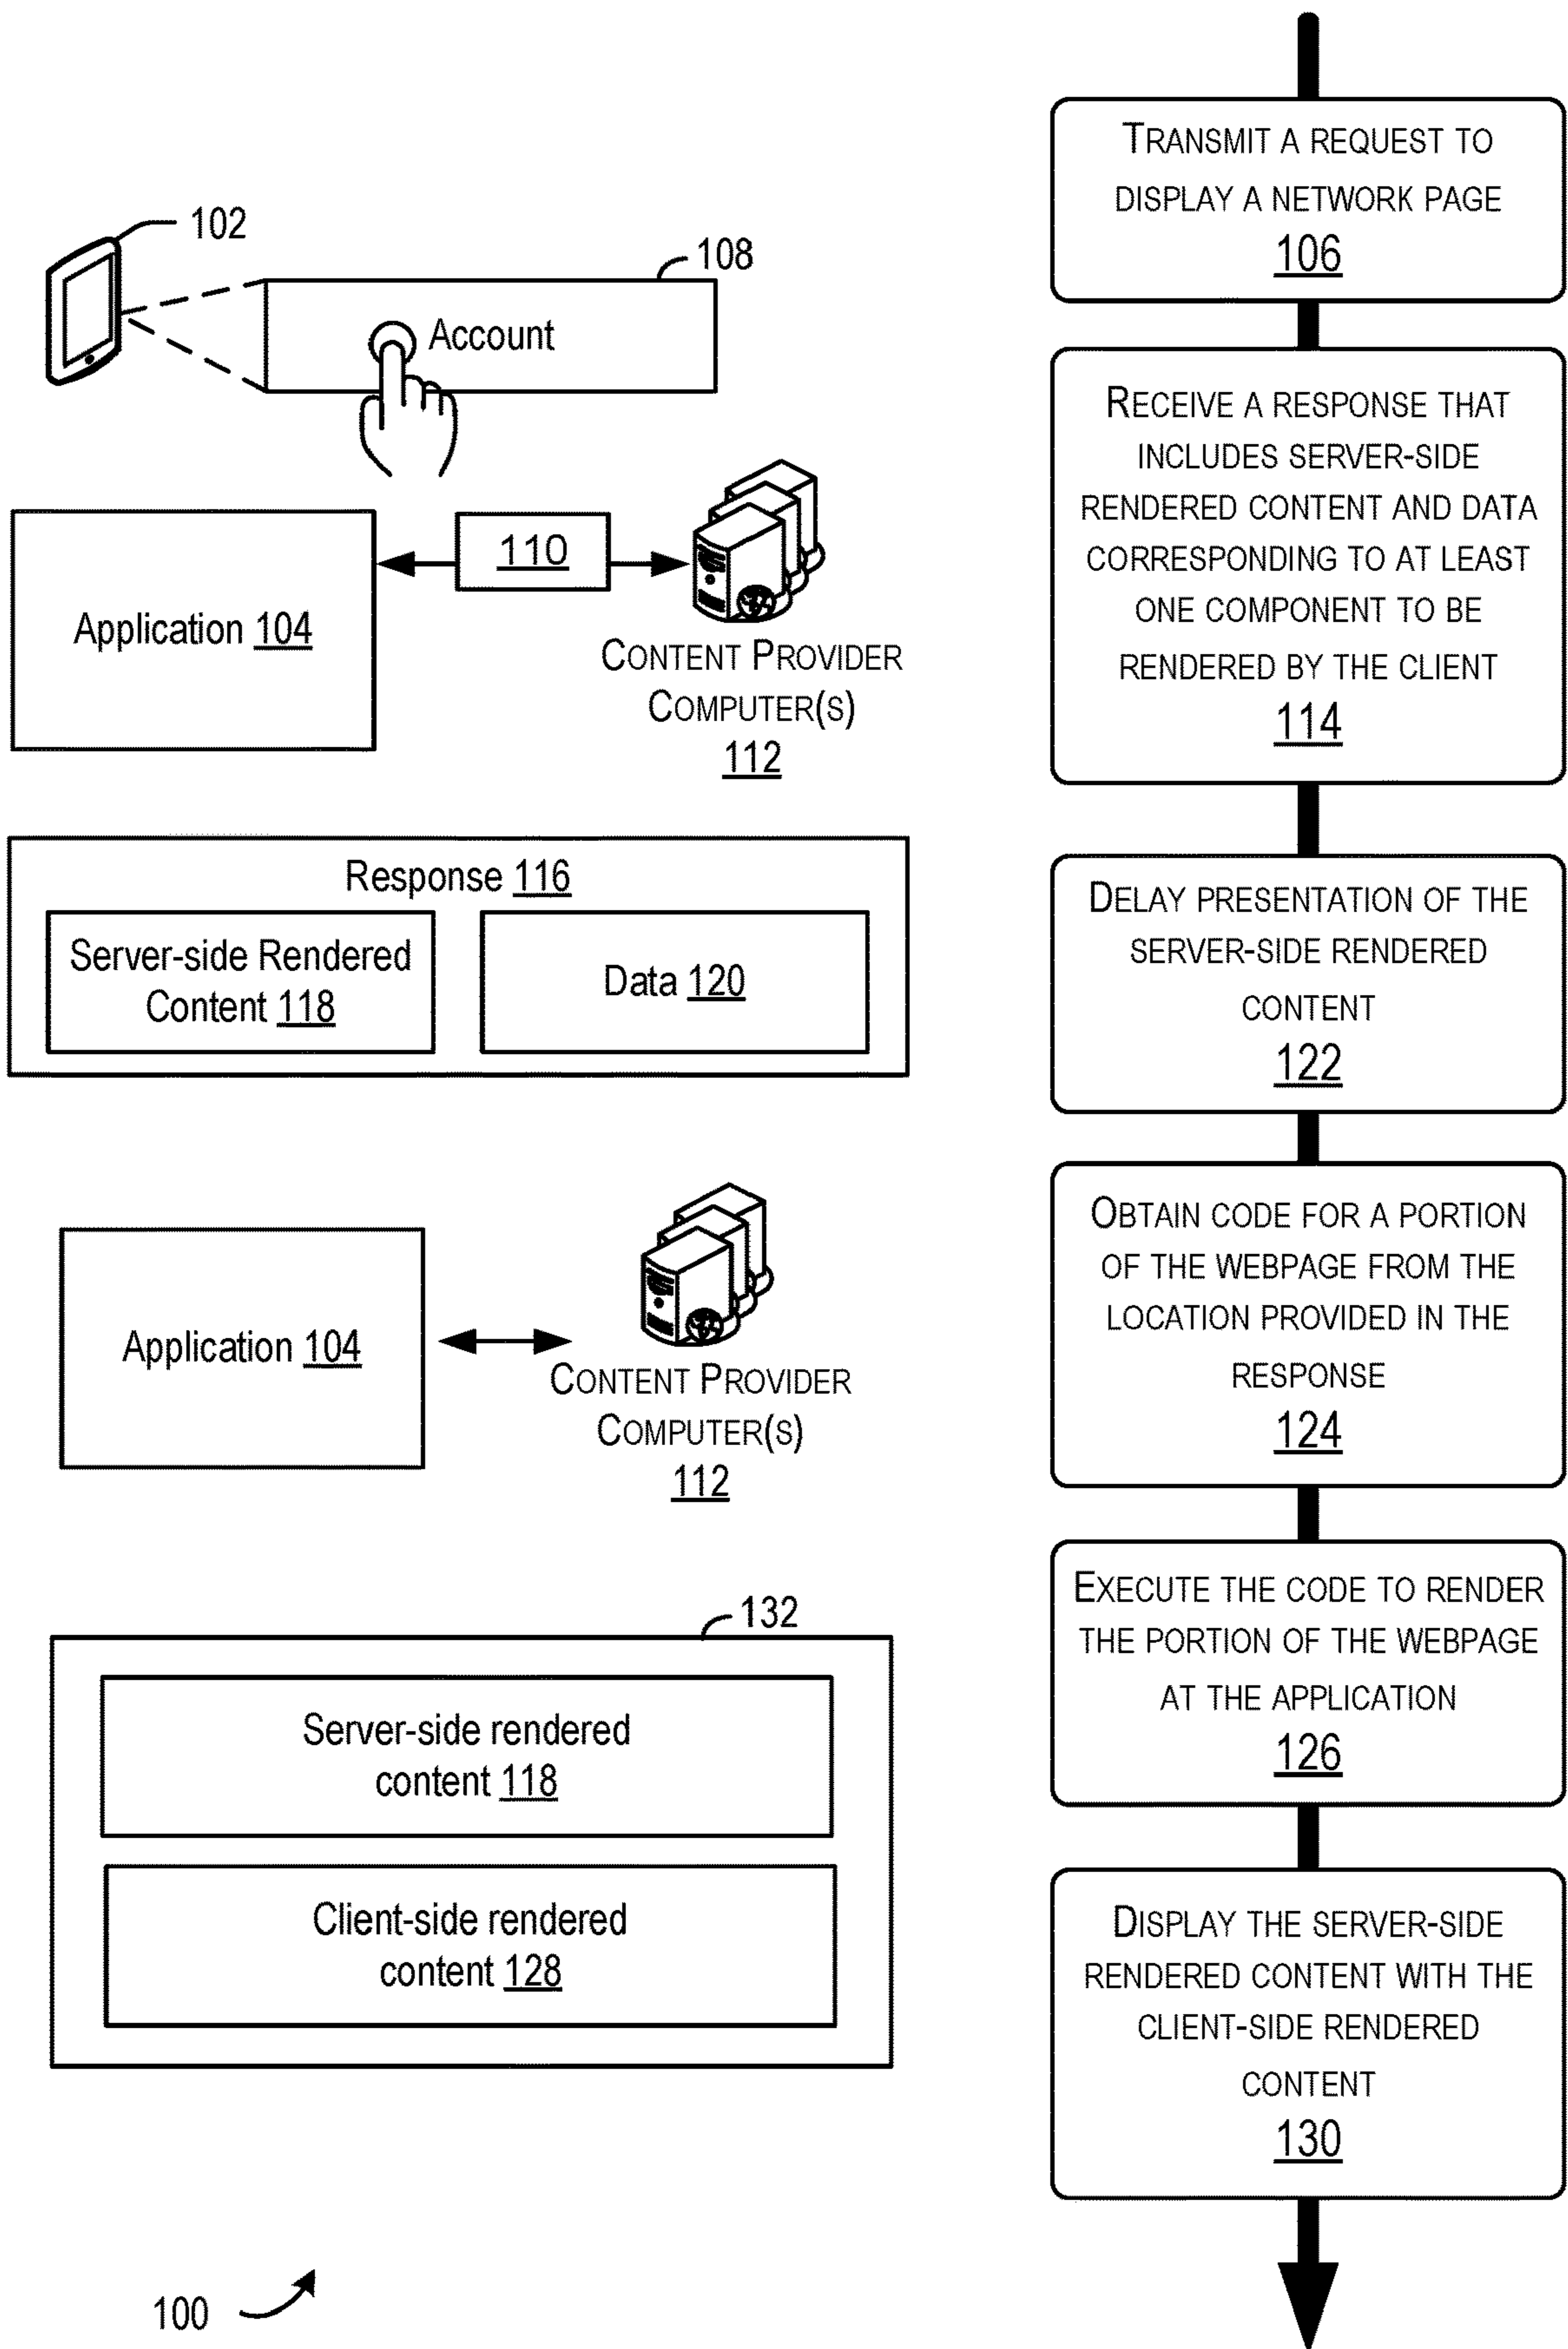 102
108
Account
Application 104
110
CONTENT PROVIDER
COMPUTER(S)
112
Response 116
Server-side Rendered
Content 118
Data 120
Application 104
CONTENT PROVIDER
COMPUTER(S)
112
132
Server-side rendered
content 118
Client-side rendered
content 128
100
TRANSMIT A REQUEST TO
DISPLAY A NETWORK PAGE
106
RECEIVE A RESPONSE THAT
INCLUDES SERVER-SIDE
RENDERED CONTENT AND DATA
CORRESPONDING TO AT LEAST
ONE COMPONENT TO BE
RENDERED BY THE CLIENT
114
DELAY PRESENTATION OF THE
SERVER-SIDE RENDERED
CONTENT
122
OBTAIN CODE FOR A PORTION
OF THE WEBPAGE FROM THE
LOCATION PROVIDED IN THE
RESPONSE
124
EXECUTE THE CODE TO RENDER
THE PORTION OF THE WEBPAGE
AT THE APPLICATION
126
DISPLAY THE SERVER-SIDE
RENDERED CONTENT WITH THE
CLIENT-SIDE RENDERED
CONTENT
130